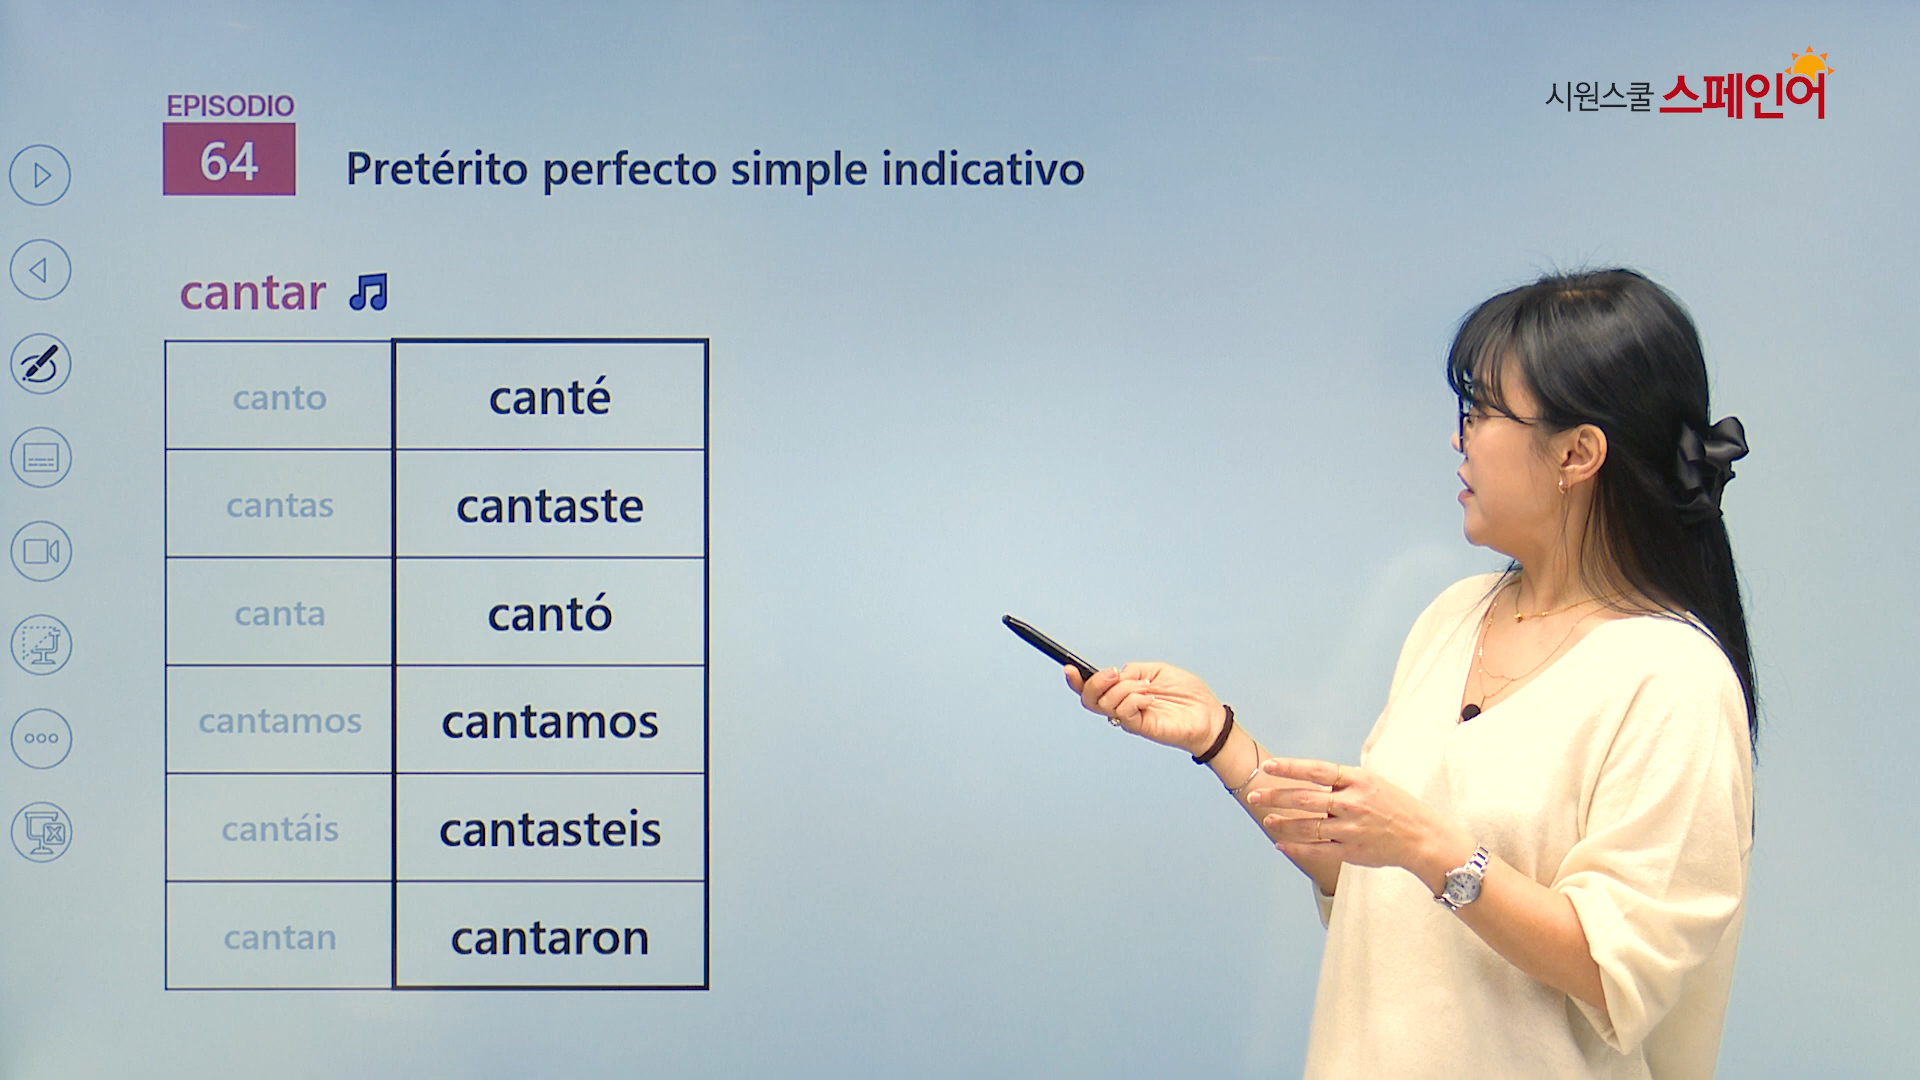 시원스쿨 스페인어
EPISODIO
64
Pretérito perfecto simple indicativo
cantar
canto canté
cantas cantaste
canta cantó
cantamos cantamos
cantáis cantasteis
cantan cantaron